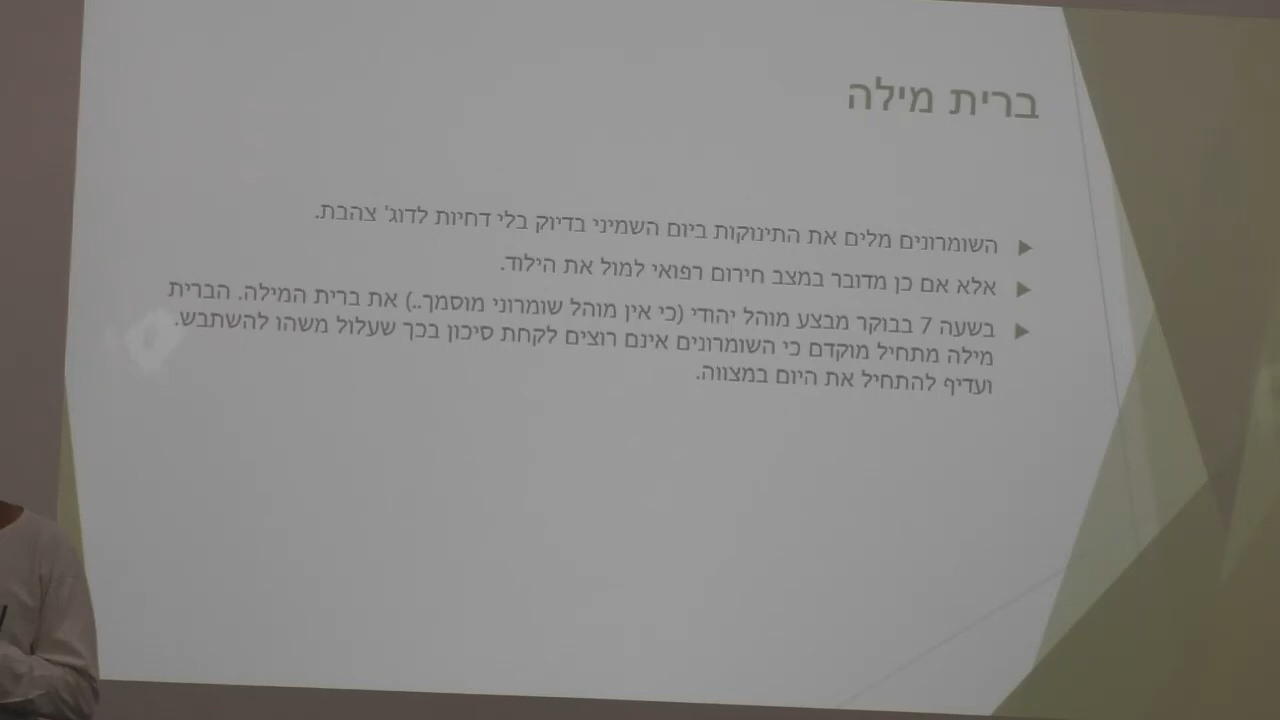 ברית מילה
השומרונים מלים את התינוקות ביום השמיני בדיוק בלי דחיות לדוג' צהבת.
אלא אם כן מדובר במצב חירום רפואי למול את הילוד.
בשעה 7 בבוקר מבצע מוהל יהודי (כי אין מוהל שומרוני מוסמך..) את ברית המילה. הברית
מילה מתחיל מוקדם כי השומרונים אינם רוצים לקחת סיכון בכך שעלול משהו להשתבש.
ועדיף להתחיל את היום במצווה.